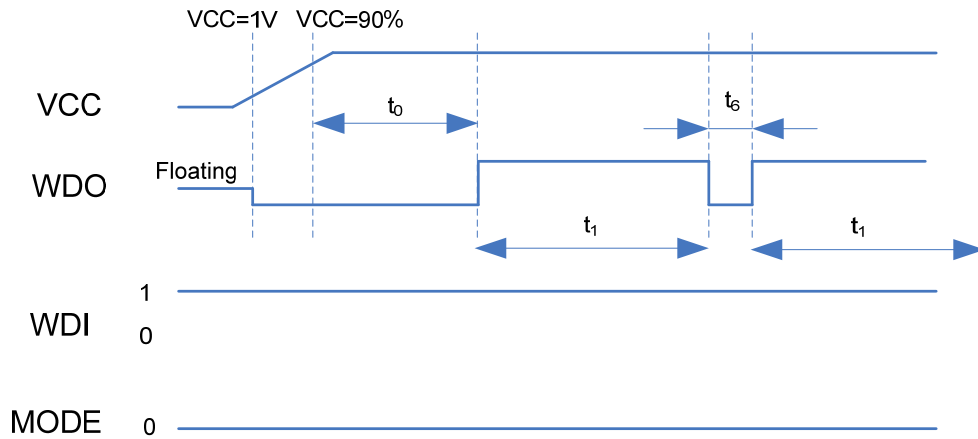 VCC=1V VCC=90%
VCC
t0
t6
Floating
WDO
t1
t1
1
WDI
0
MODE
0